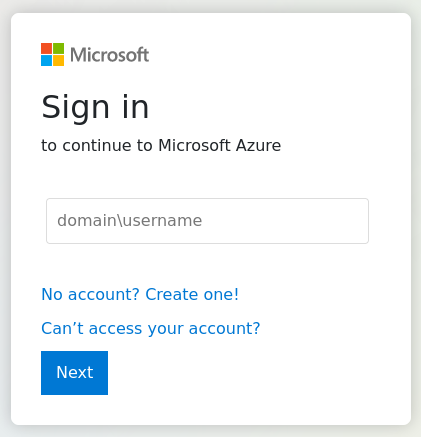 Microsoft
Sign in
to continue to Microsoft Azure
domain\username
No account? Create one!
Can’t access your account?
Next